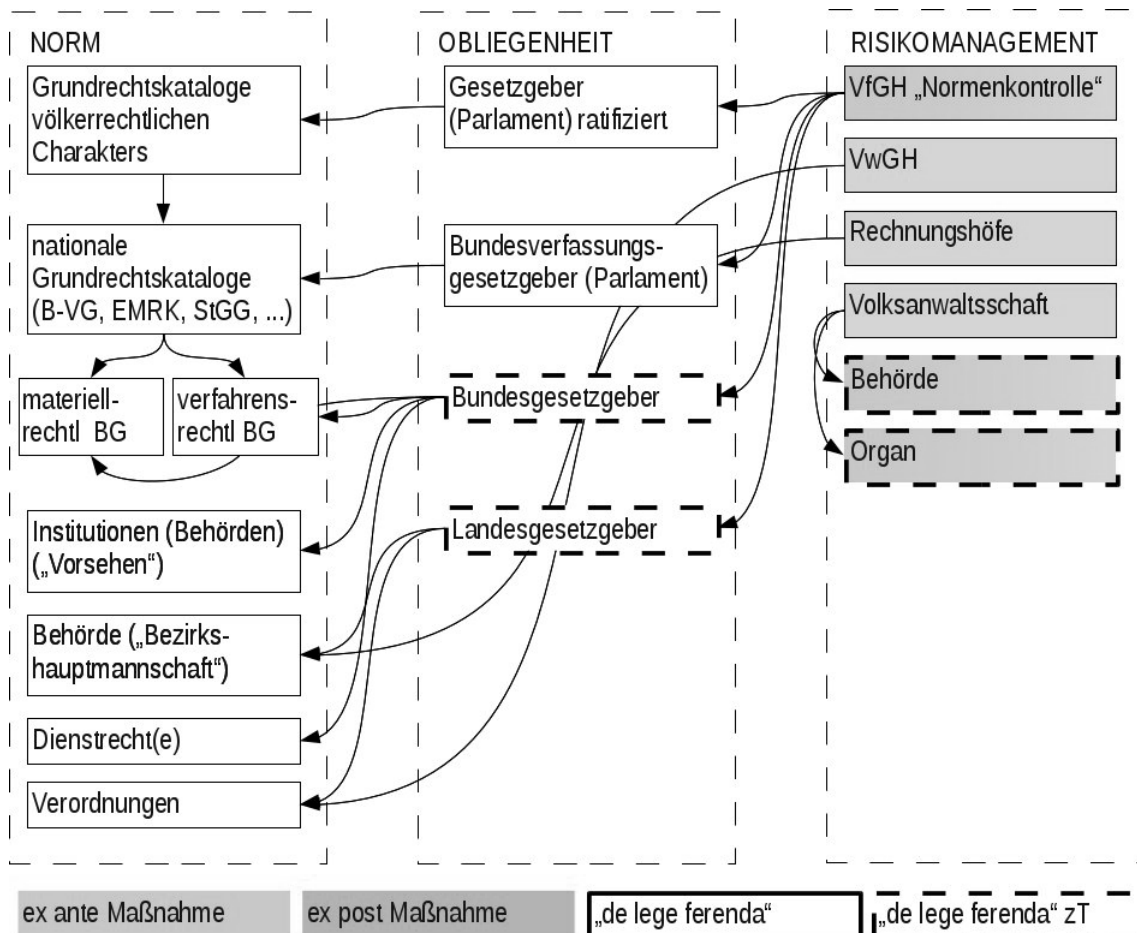 NORM
Grundrechtskataloge
völkerrechtlichen
Charakters
nationale
Grundrechtskataloge
(B-VG, EMRK, StGG, ...)
materiell-
rechtl BG
verfahrens-
rechtl BG
Institutionen (Behörden)
(„Vorsehen“)
Behörde („Bezirks-
hauptmannschaft“)
Dienstrecht(e)
Verordnungen
OBLIEGENHEIT
Gesetzgeber
(Parlament) ratifiziert
Bundesverfassungs-
gesetzgeber (Parlament)
Bundesgesetzgeber
Landesgesetzgeber
RISIKOMANAGEMENT
VfGH „Normenkontrolle“
VwGH
Rechnungshöfe
Volksanwaltsschaft
Behörde
Organ
ex ante Maßnahme
ex post Maßnahme
„de lege ferenda“
„de lege ferenda“ zT